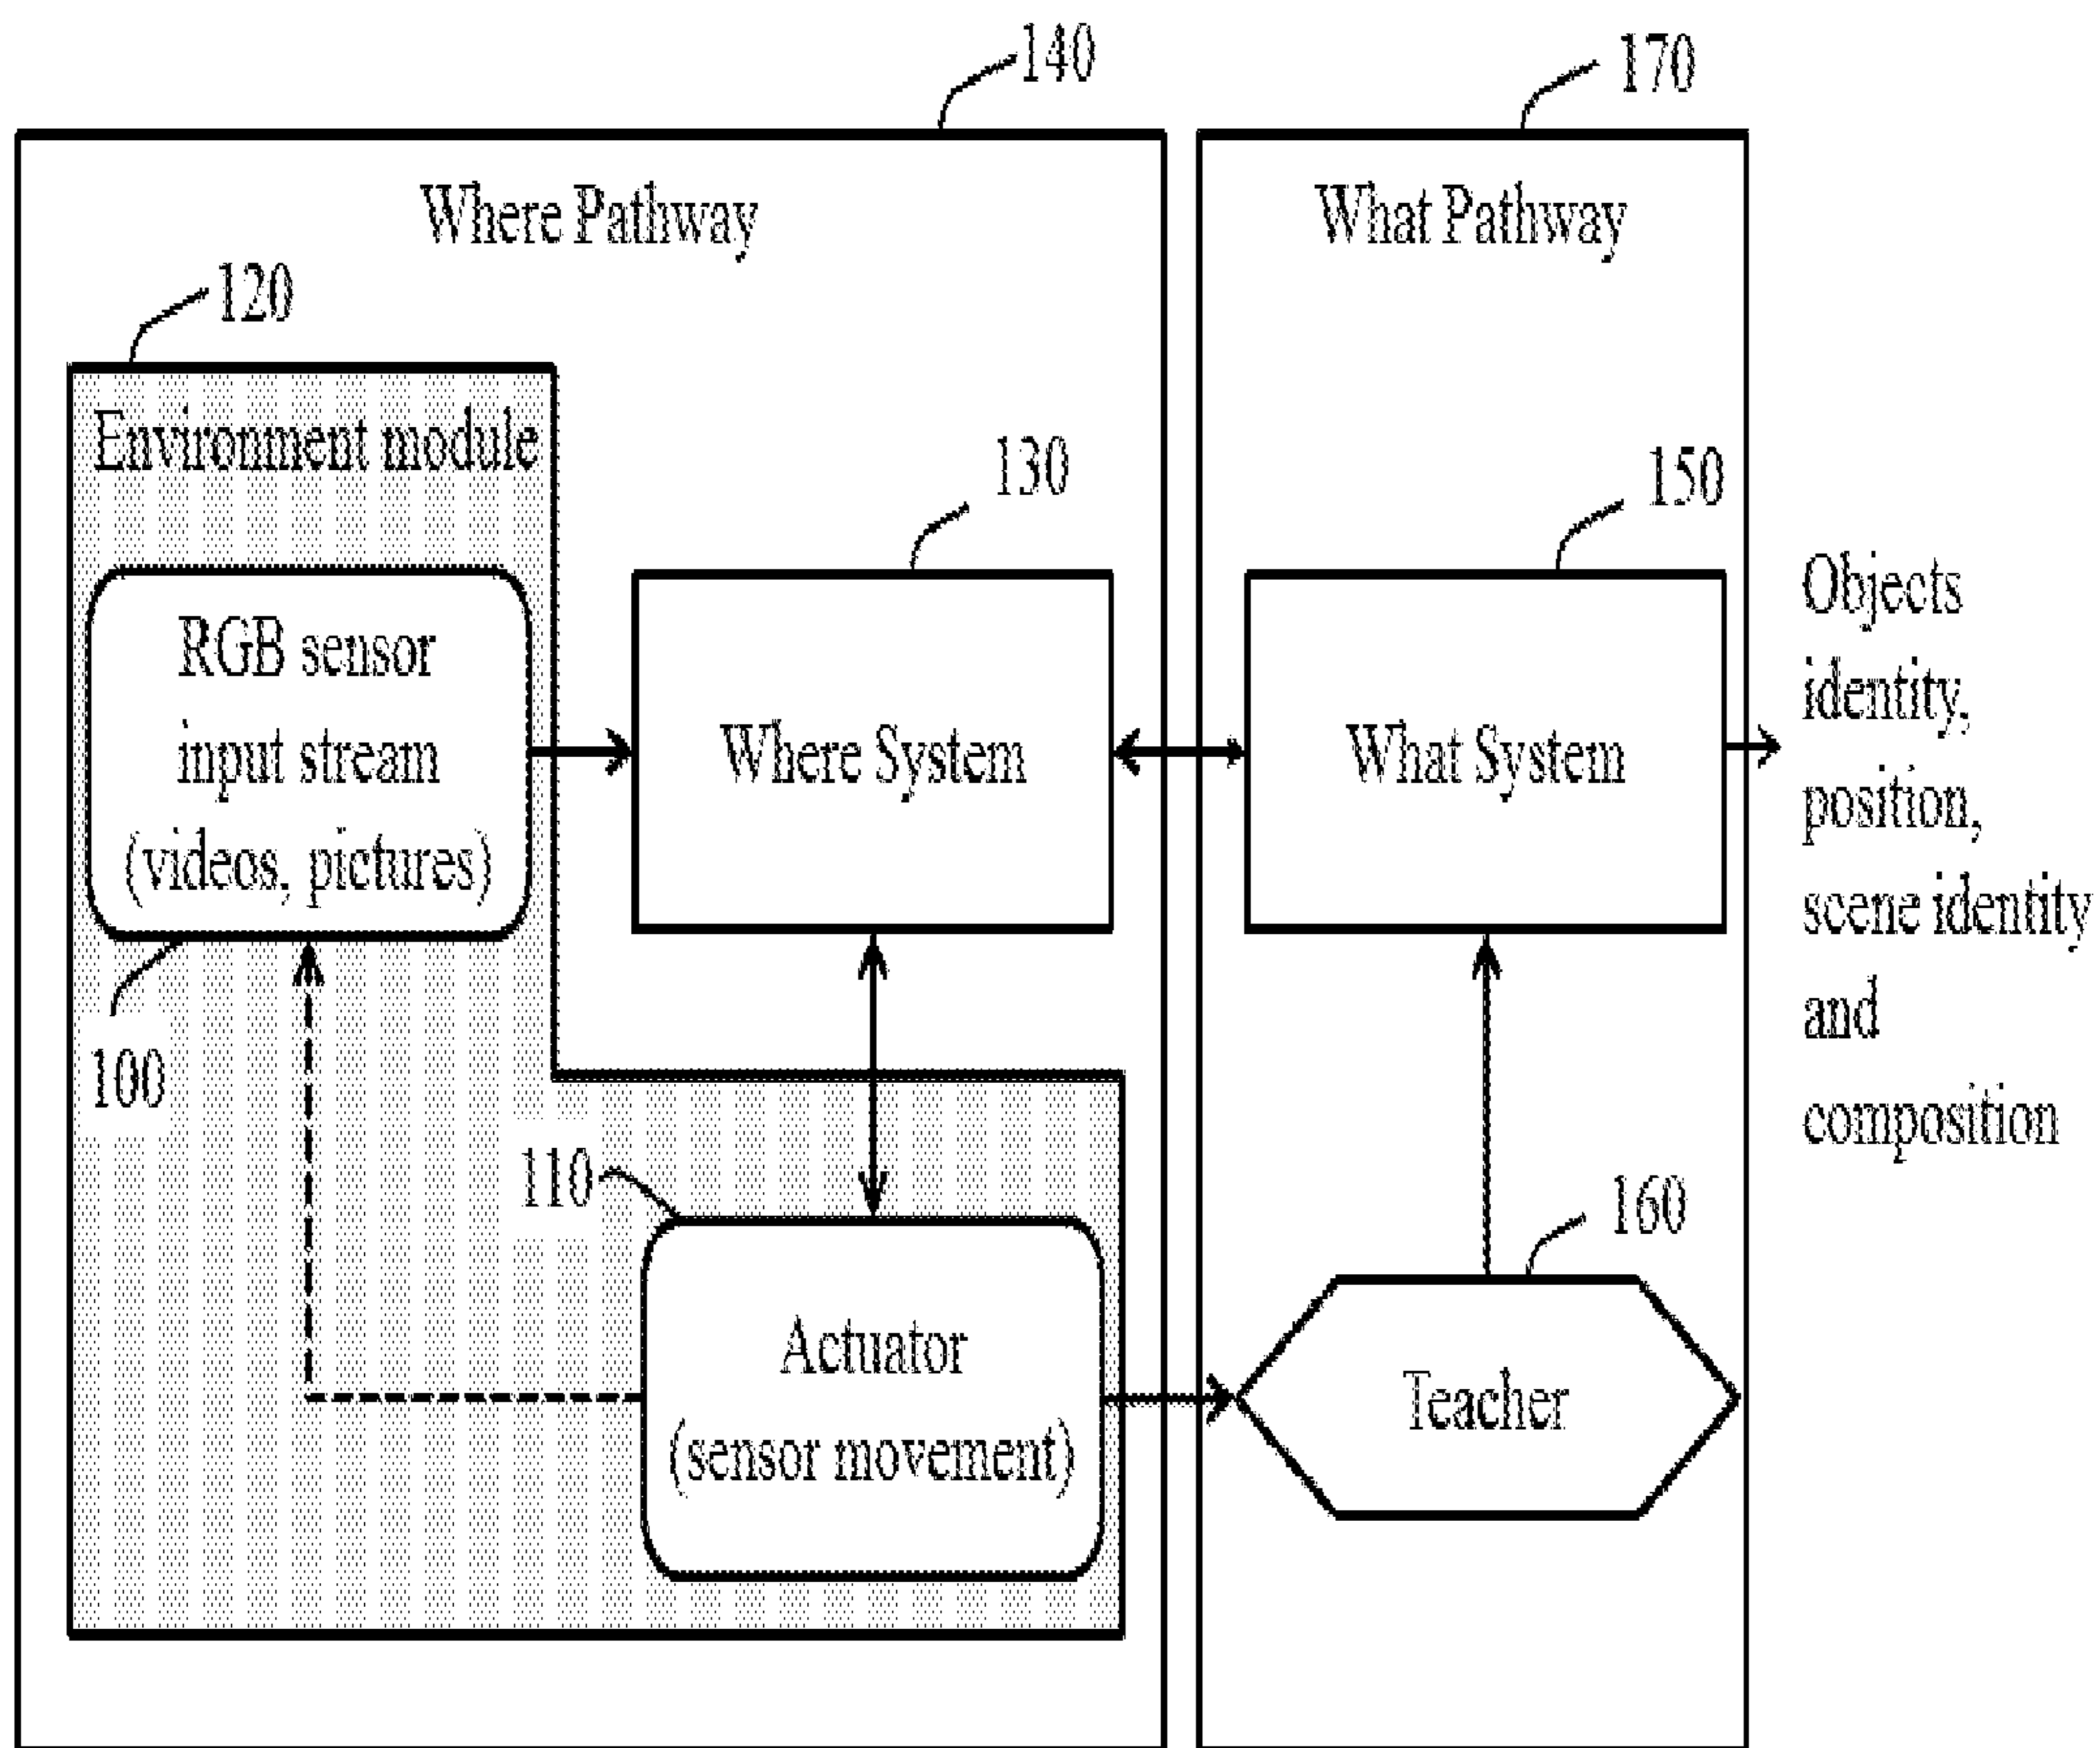 140
170
Where Pathway
What Pathway
120
Environment module
130
150
RGB sensor
input stream
(videos, pictures)
Where System
What System
Objects
identity,
position,
scene identity
and
composition
100
110
160
Actuator
(sensor movement)
Teacher